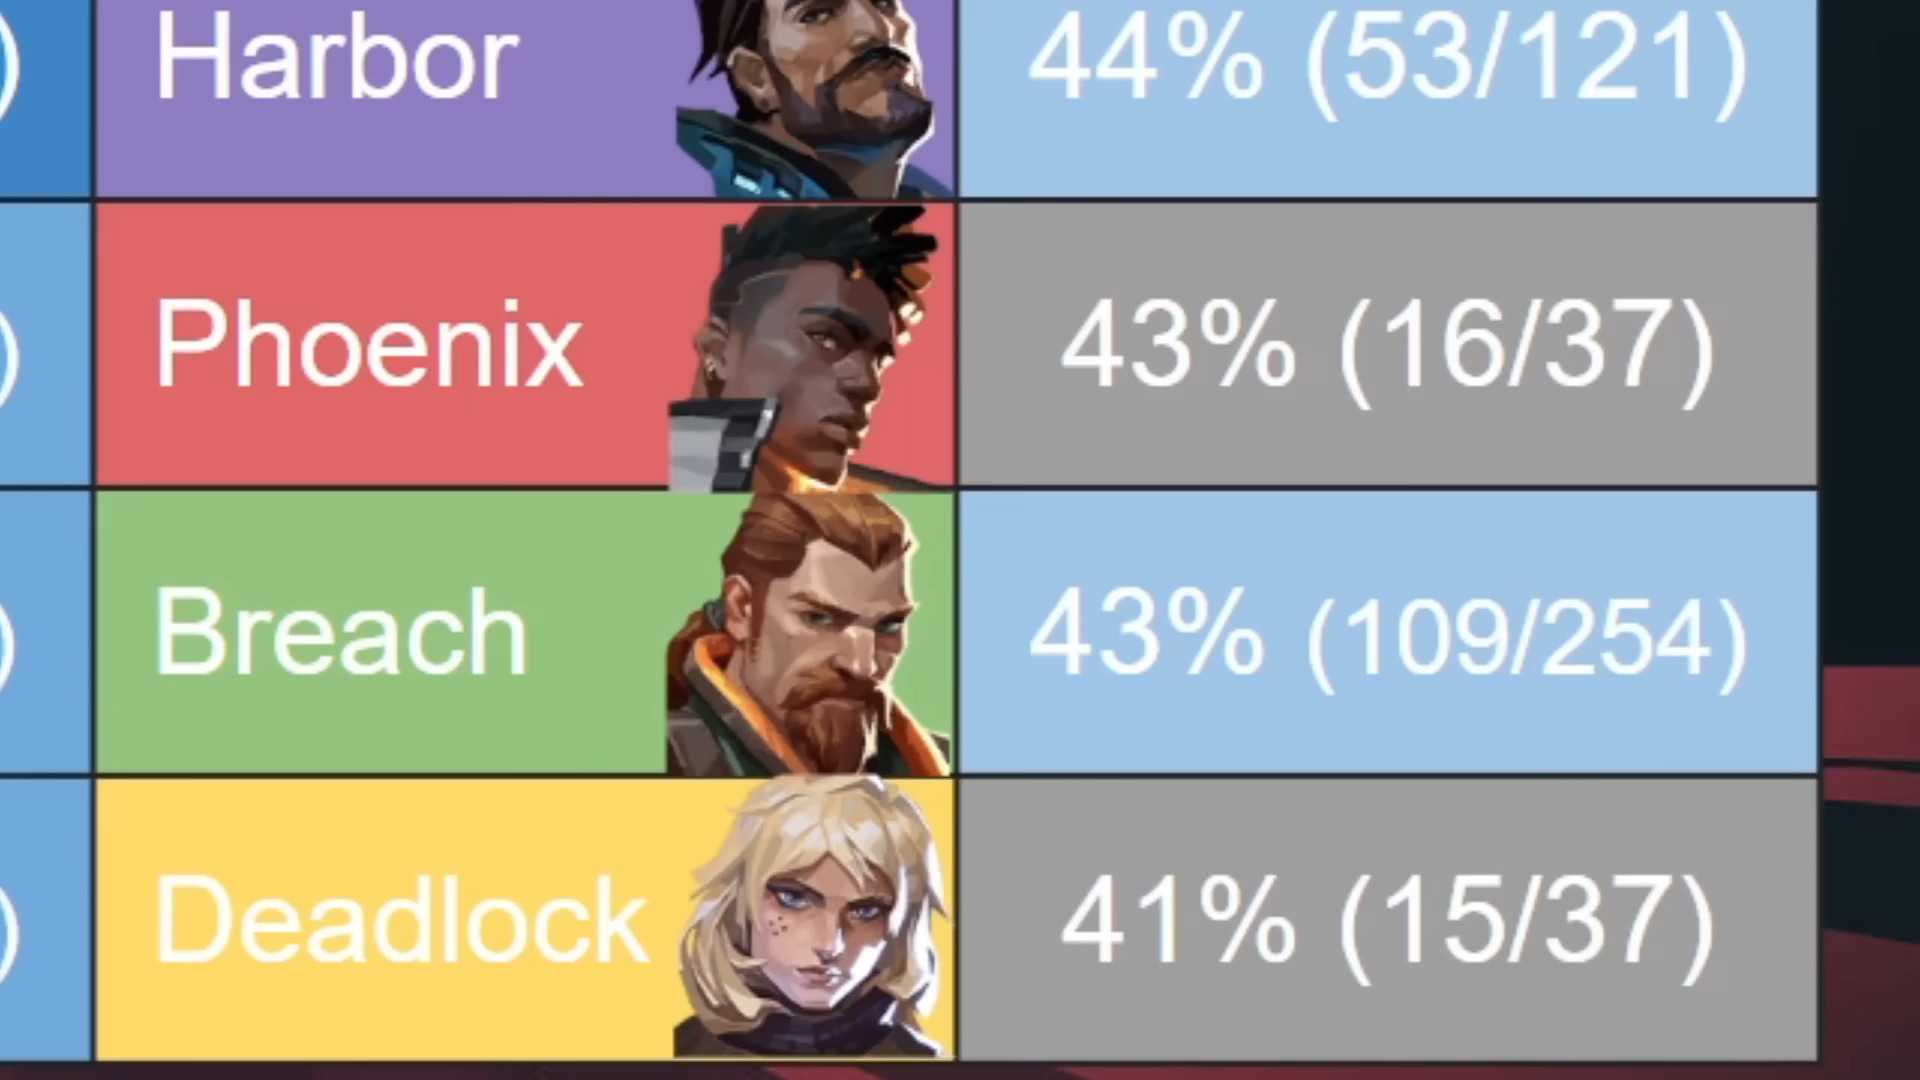 ) Harbor 44% (53/121)
) Phoenix 43% (16/37)
) Breach 43% (109/254)
) Deadlock 41% (15/37)